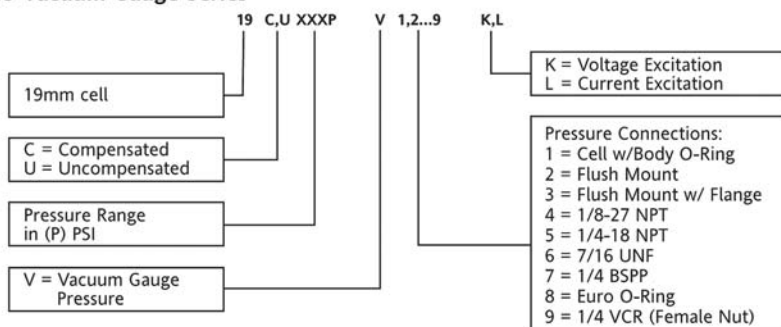 19 C,U XXXP V 1,2...9 K,L
19mm cell
C = Compensated
U = Uncompensated
Pressure Range
in (P) PSI
V = Vacuum Gauge
Pressure
K = Voltage Excitation
L = Current Excitation
Pressure Connections:
1 = Cell w/Body O-Ring
2 = Flush Mount
3 = Flush Mount w/ Flange
4 = 1/8-27 NPT
5 = 1/4-18 NPT
6 = 7/16 UNF
7 = 1/4 BSPP
8 = Euro O-Ring
9 = 1/4 VCR (Female Nut)